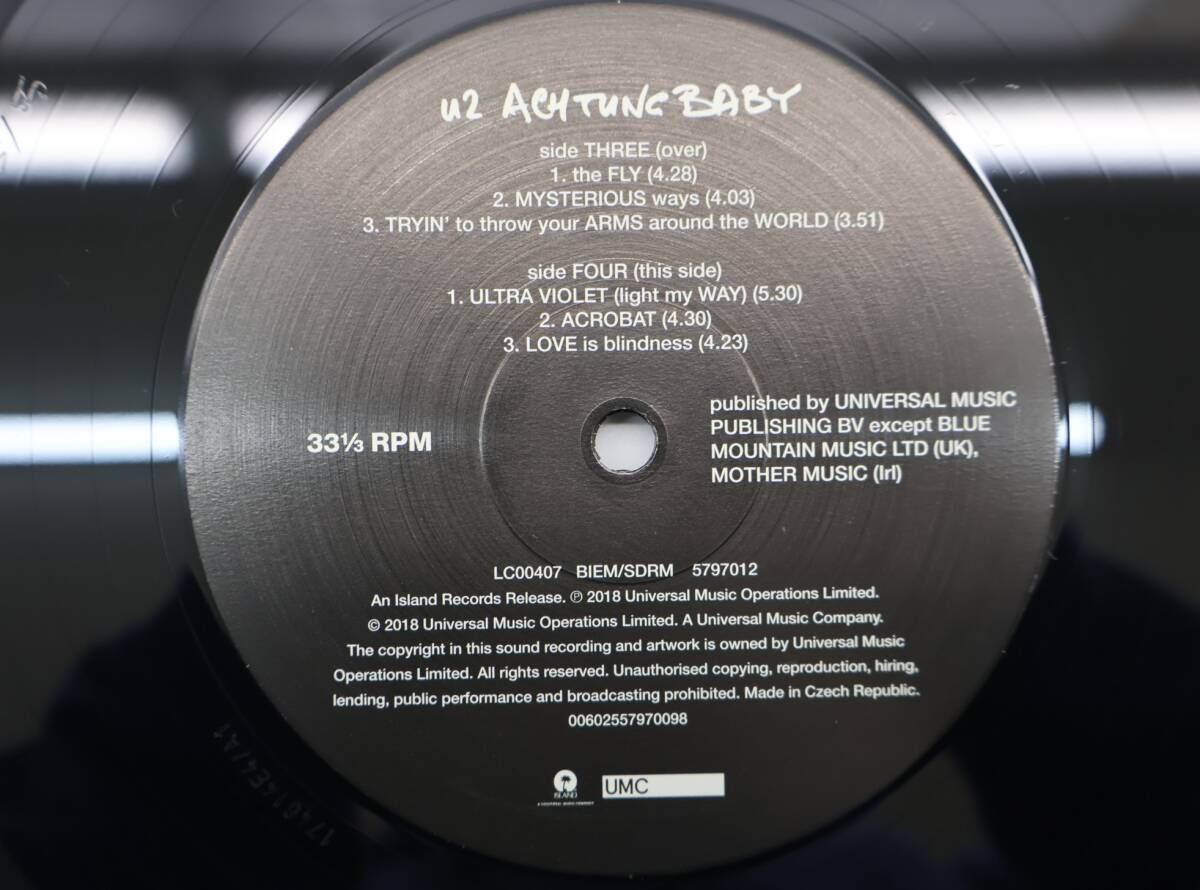 u2 ACHTUNG BABY
side THREE (over)
1. the FLY (4.28)
2. MYSTERIOUS ways (4.03)
3. TRYIN' to throw your ARMS around the WORLD (3.51)
side FOUR (this side)
1. ULTRA VIOLET (light my WAY) (5.30)
2. ACROBAT (4.30)
3. LOVE is blindness (4.23)
33⅓ RPM
published by UNIVERSAL MUSIC
PUBLISHING BV except BLUE
MOUNTAIN MUSIC LTD (UK),
MOTHER MUSIC (Irl)
LC00407 BIEM/SDRM 5797012
An Island Records Release. ℗ 2018 Universal Music Operations Limited.
© 2018 Universal Music Operations Limited. A Universal Music Company.
The copyright in this sound recording and artwork is owned by Universal Music
Operations Limited. All rights reserved. Unauthorised copying, reproduction, hiring,
lending, public performance and broadcasting prohibited. Made in Czech Republic.
00602557970098
ISLAND
A UNIVERSAL MUSIC COMPANY
UMC